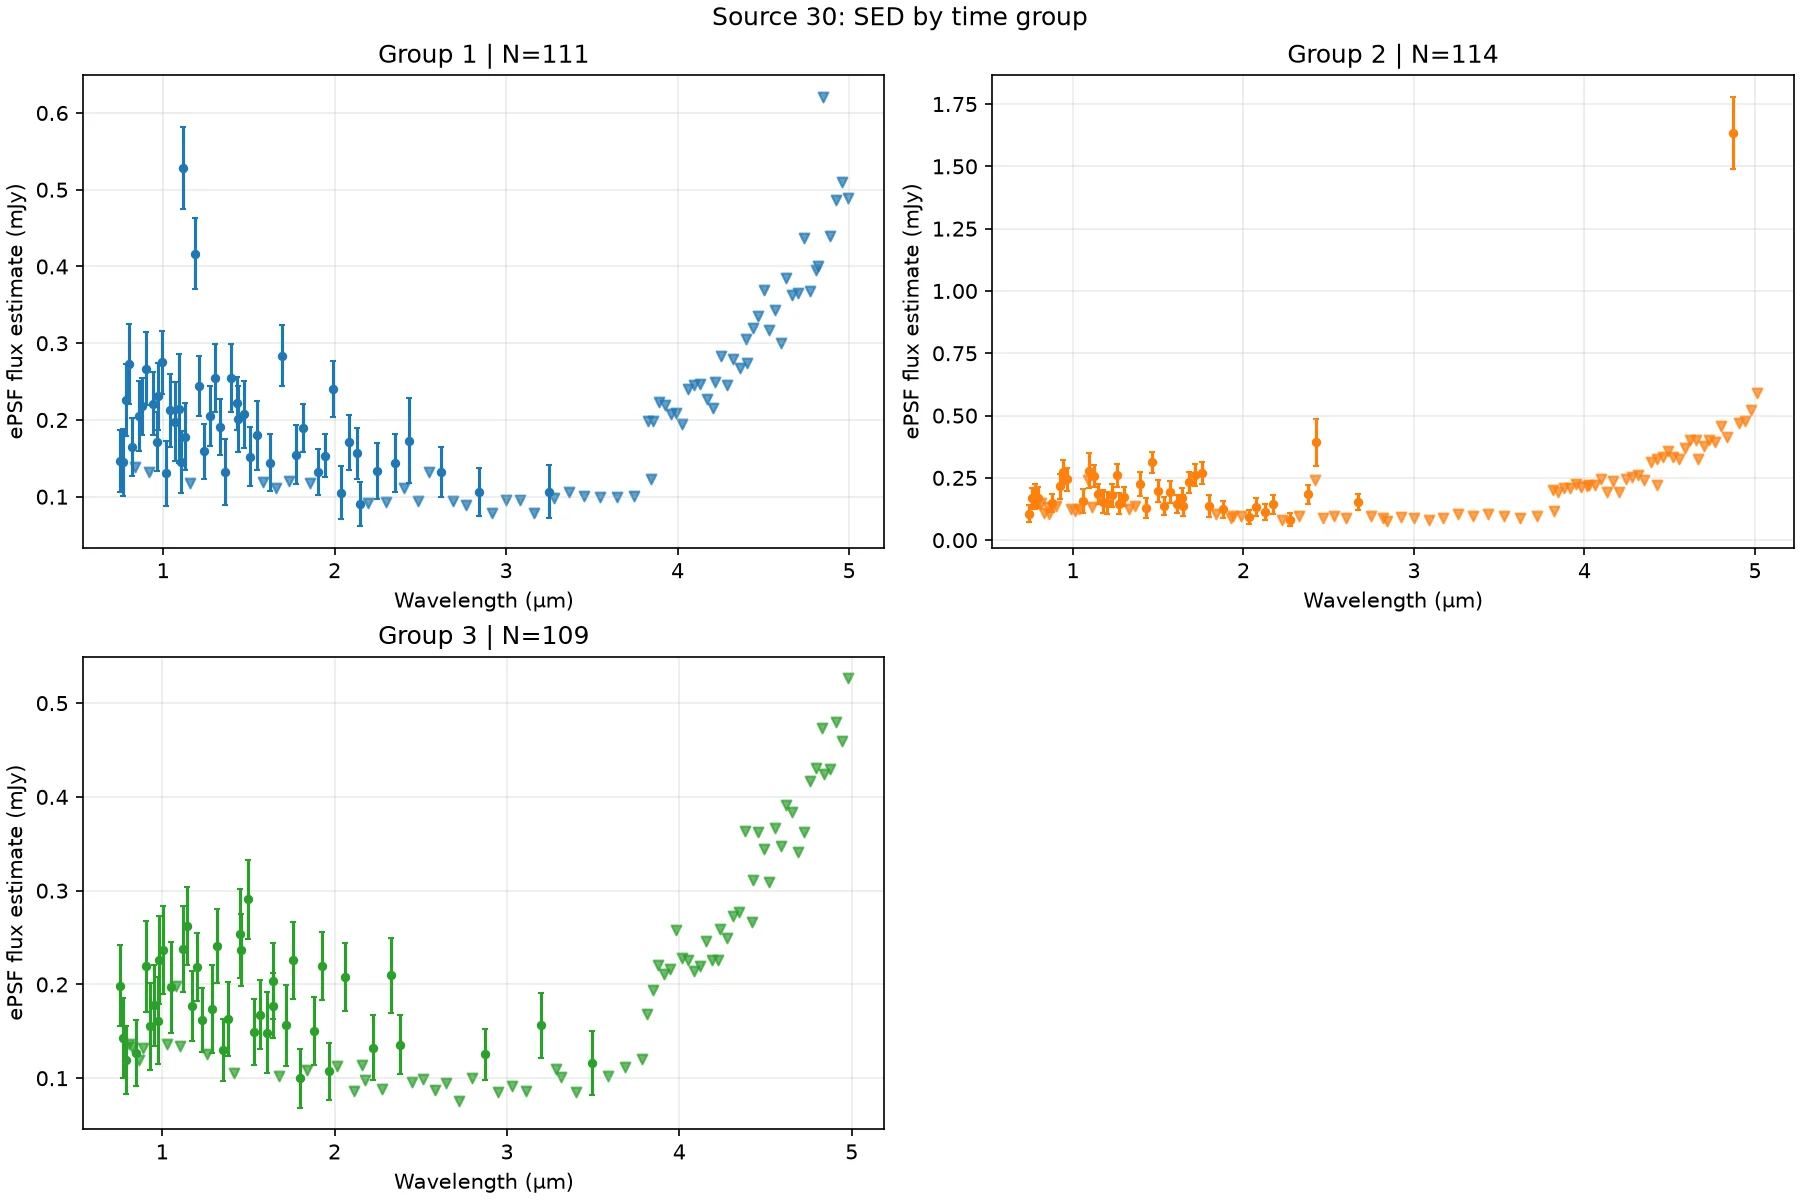 Source 30: SED by time group
Group 1 | N=111
ePSF flux estimate (mJy)
0.6
0.5
0.4
0.3
0.2
0.1
1 2 3 4 5
Wavelength (μm)
Group 2 | N=114
ePSF flux estimate (mJy)
1.75
1.50
1.25
1.00
0.75
0.50
0.25
0.00
1 2 3 4 5
Wavelength (μm)
Group 3 | N=109
ePSF flux estimate (mJy)
0.5
0.4
0.3
0.2
0.1
1 2 3 4 5
Wavelength (μm)